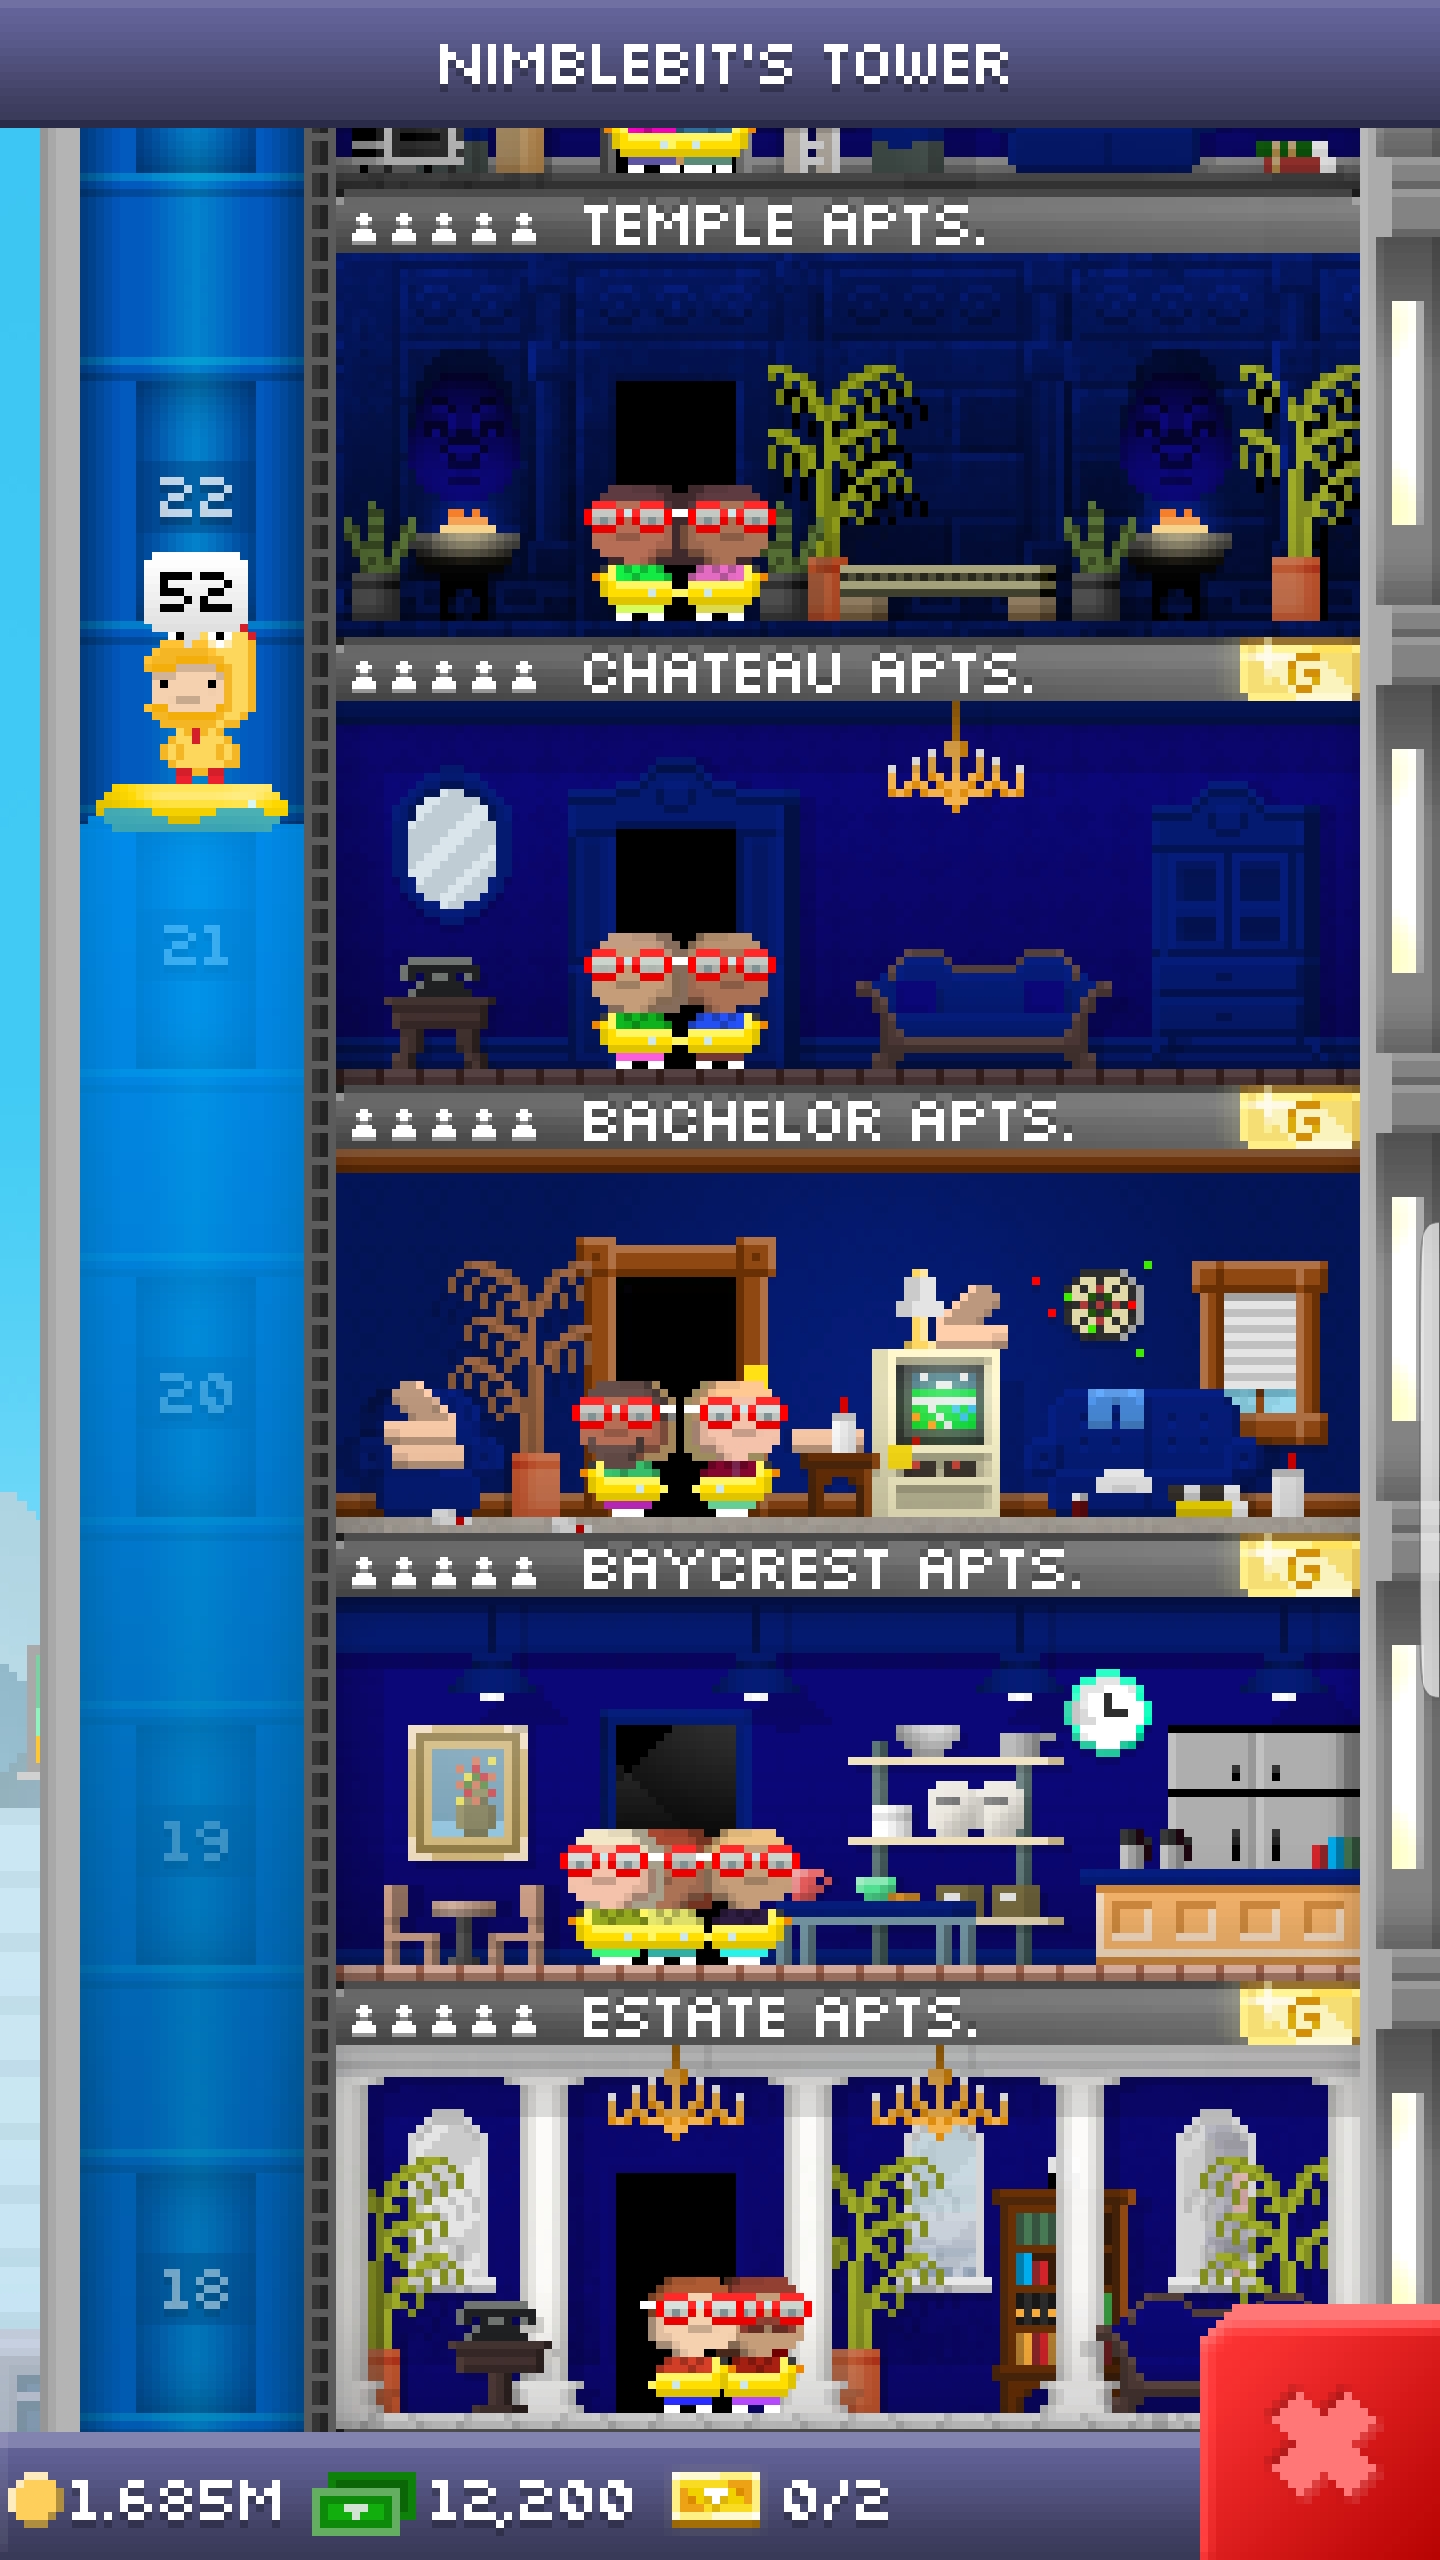 NIMBLEBIT'S TOWER
TEMPLE APTS.
22
52
CHATEAU APTS. G
21
BACHELOR APTS. G
20
BAYCREST APTS. G
19
ESTATE APTS. G
18
1.685M 12,200 0/2